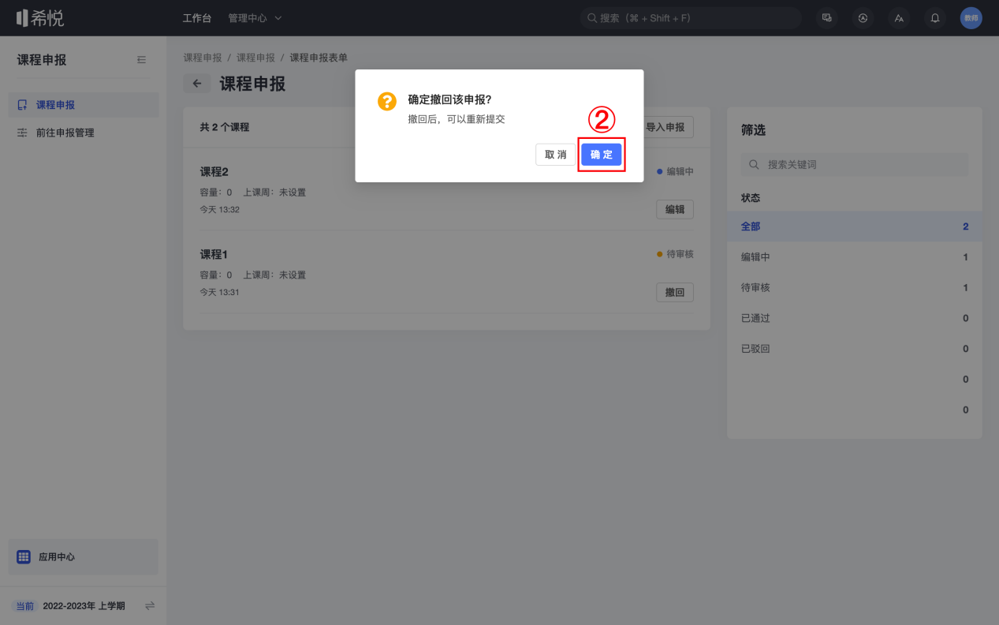 希悦
工作台 管理中心
搜索（⌘ + Shift + F）
教师
课程申报
课程申报
前往申报管理
应用中心
当前 2022-2023年 上学期
课程申报 / 课程申报 / 课程申报表单
课程申报
共 2 个课程
导入申报
课程2
编辑中
容量：0 上课周：未设置
今天 13:32
编辑
课程1
待审核
容量：0 上课周：未设置
今天 13:31
撤回
确定撤回该申报?
撤回后，可以重新提交
②
取 消
确 定
筛选
搜索关键词
状态
全部 2
编辑中 1
待审核 1
已通过 0
已驳回 0
0
0